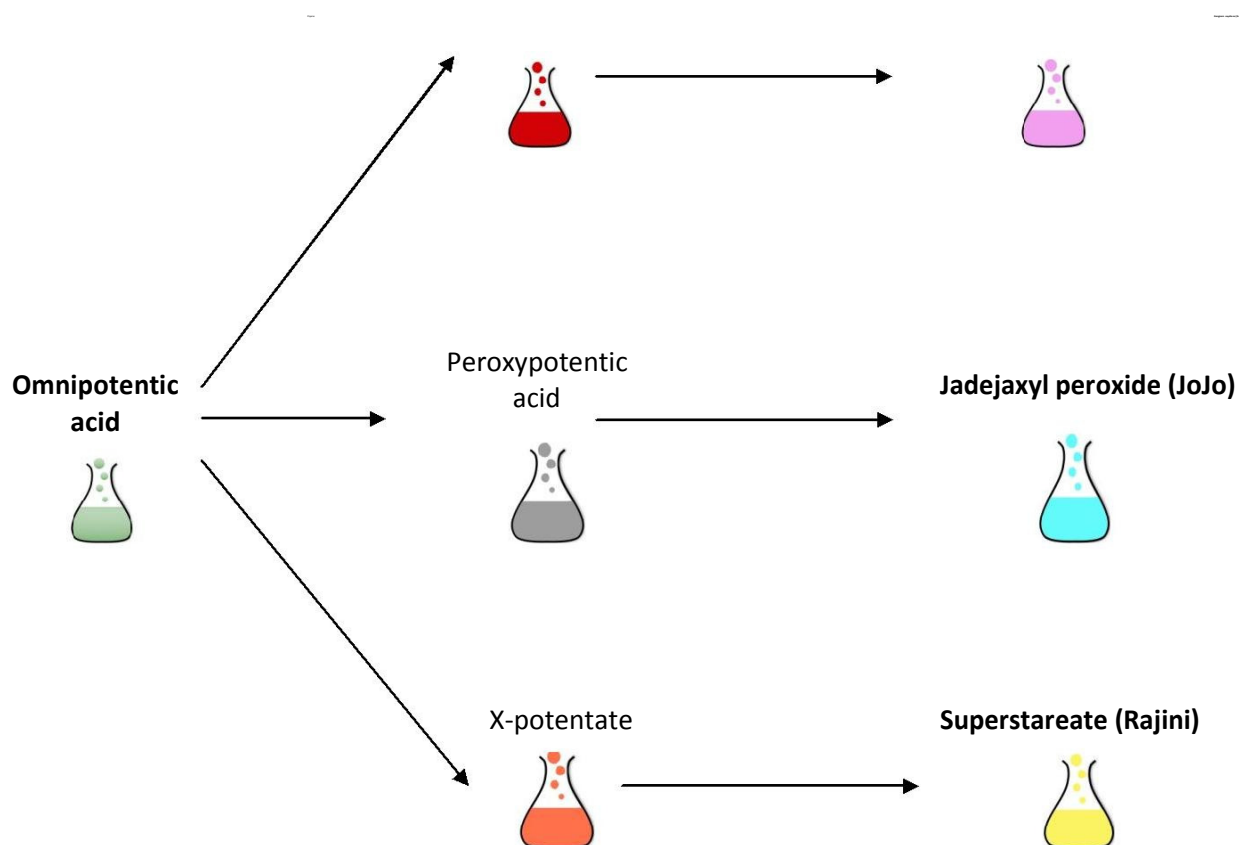 Peroxypotentic
acid
Omnipotentic
acid
Jadejaxyl peroxide (JoJo)
X-potentate
Superstareate (Rajini)